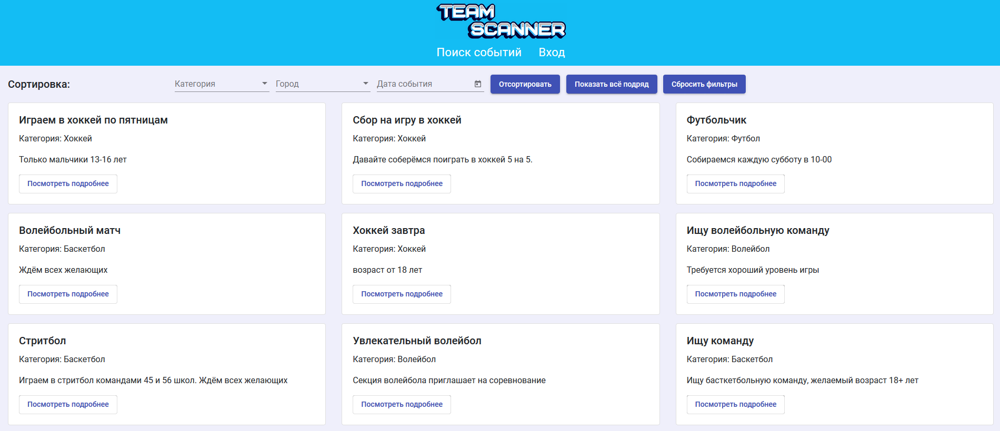 TEAM
SCANNER
Поиск событий Вход
Сортировка: Категория Город Дата события Отсортировать Показать всё подряд Сбросить фильтры
Играем в хоккей по пятницам
Категория: Хоккей
Только мальчики 13-16 лет
Посмотреть подробнее
Сбор на игру в хоккей
Категория: Хоккей
Давайте соберёмся поиграть в хоккей 5 на 5.
Посмотреть подробнее
Футбольчик
Категория: Футбол
Собираемся каждую субботу в 10-00
Посмотреть подробнее
Волейбольный матч
Категория: Баскетбол
Ждём всех желающих
Посмотреть подробнее
Хоккей завтра
Категория: Хоккей
возраст от 18 лет
Посмотреть подробнее
Ищу волейбольную команду
Категория: Волейбол
Требуется хороший уровень игры
Посмотреть подробнее
Стритбол
Категория: Баскетбол
Играем в стритбол командами 45 и 56 школ. Ждём всех желающих
Посмотреть подробнее
Увлекательный волейбол
Категория: Волейбол
Секция волейбола приглашает на соревнование
Посмотреть подробнее
Ищу команду
Категория: Баскетбол
Ищу басткетбольную команду, желаемый возраст 18+ лет
Посмотреть подробнее